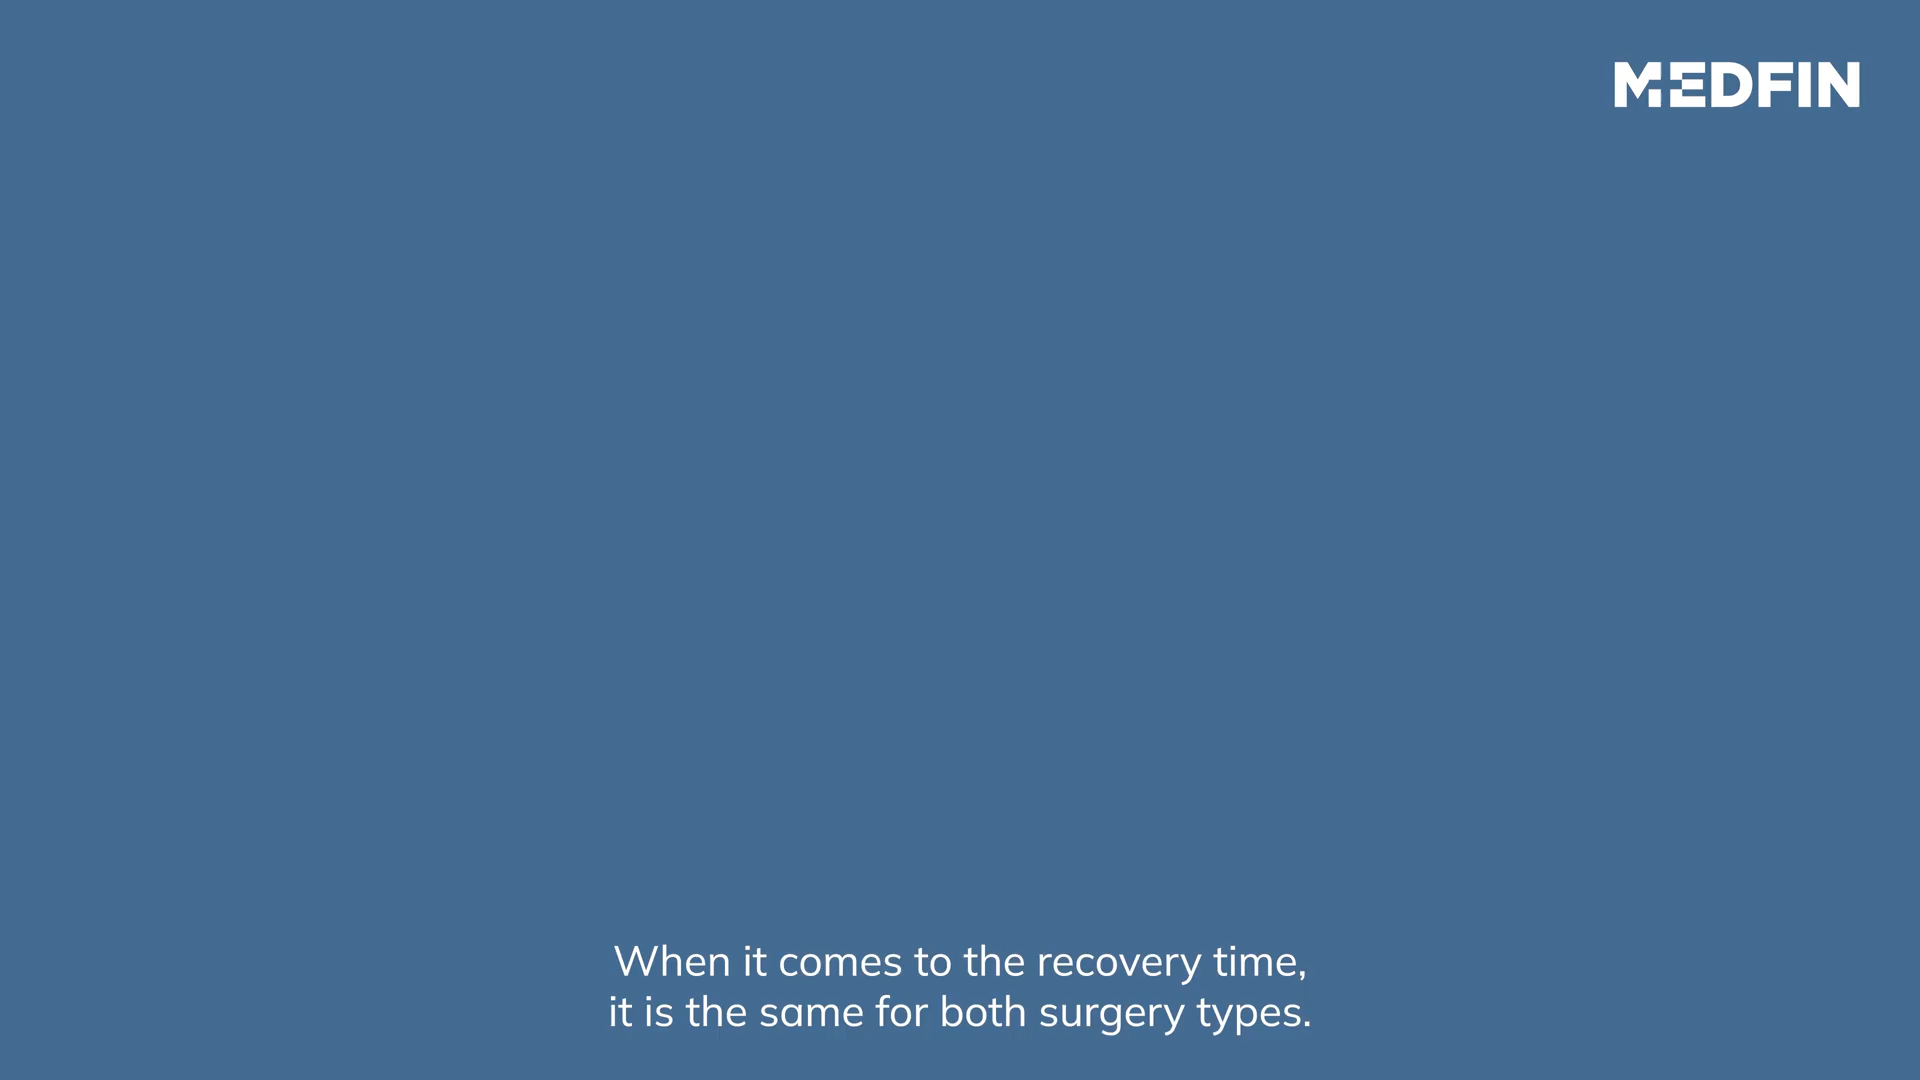 MEDFIN
When it comes to the recovery time,
it is the same for both surgery types.